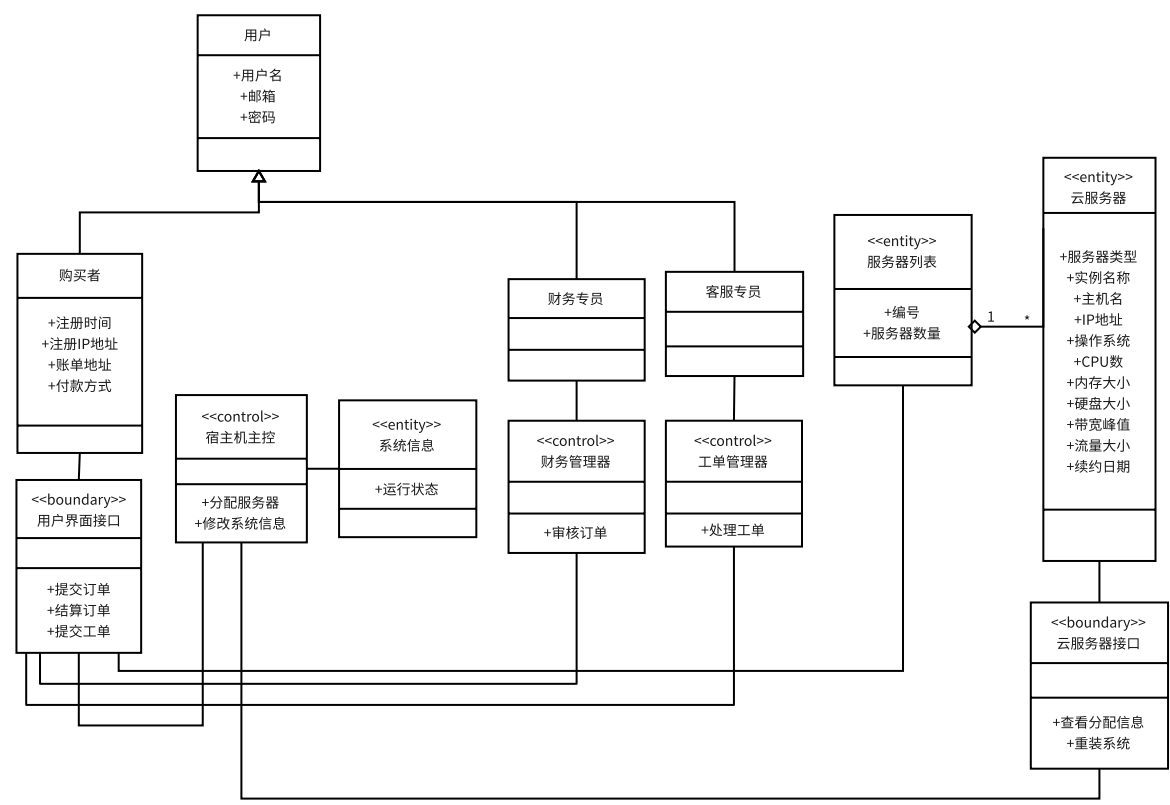 用户
+用户名
+邮箱
+密码
购买者
+注册时间
+注册IP地址
+账单地址
+付款方式
<<boundary>>
用户界面接口
+提交订单
+结算订单
+提交工单
<<control>>
宿主机主控
+分配服务器
+修改系统信息
<<entity>>
系统信息
+运行状态
财务专员
<<control>>
财务管理器
+审核订单
客服专员
<<control>>
工单管理器
+处理工单
<<entity>>
服务器列表
+编号
+服务器数量
1
*
<<entity>>
云服务器
+服务器类型
+实例名称
+主机名
+IP地址
+操作系统
+CPU数
+内存大小
+硬盘大小
+带宽峰值
+流量大小
+续约日期
<<boundary>>
云服务器接口
+查看分配信息
+重装系统